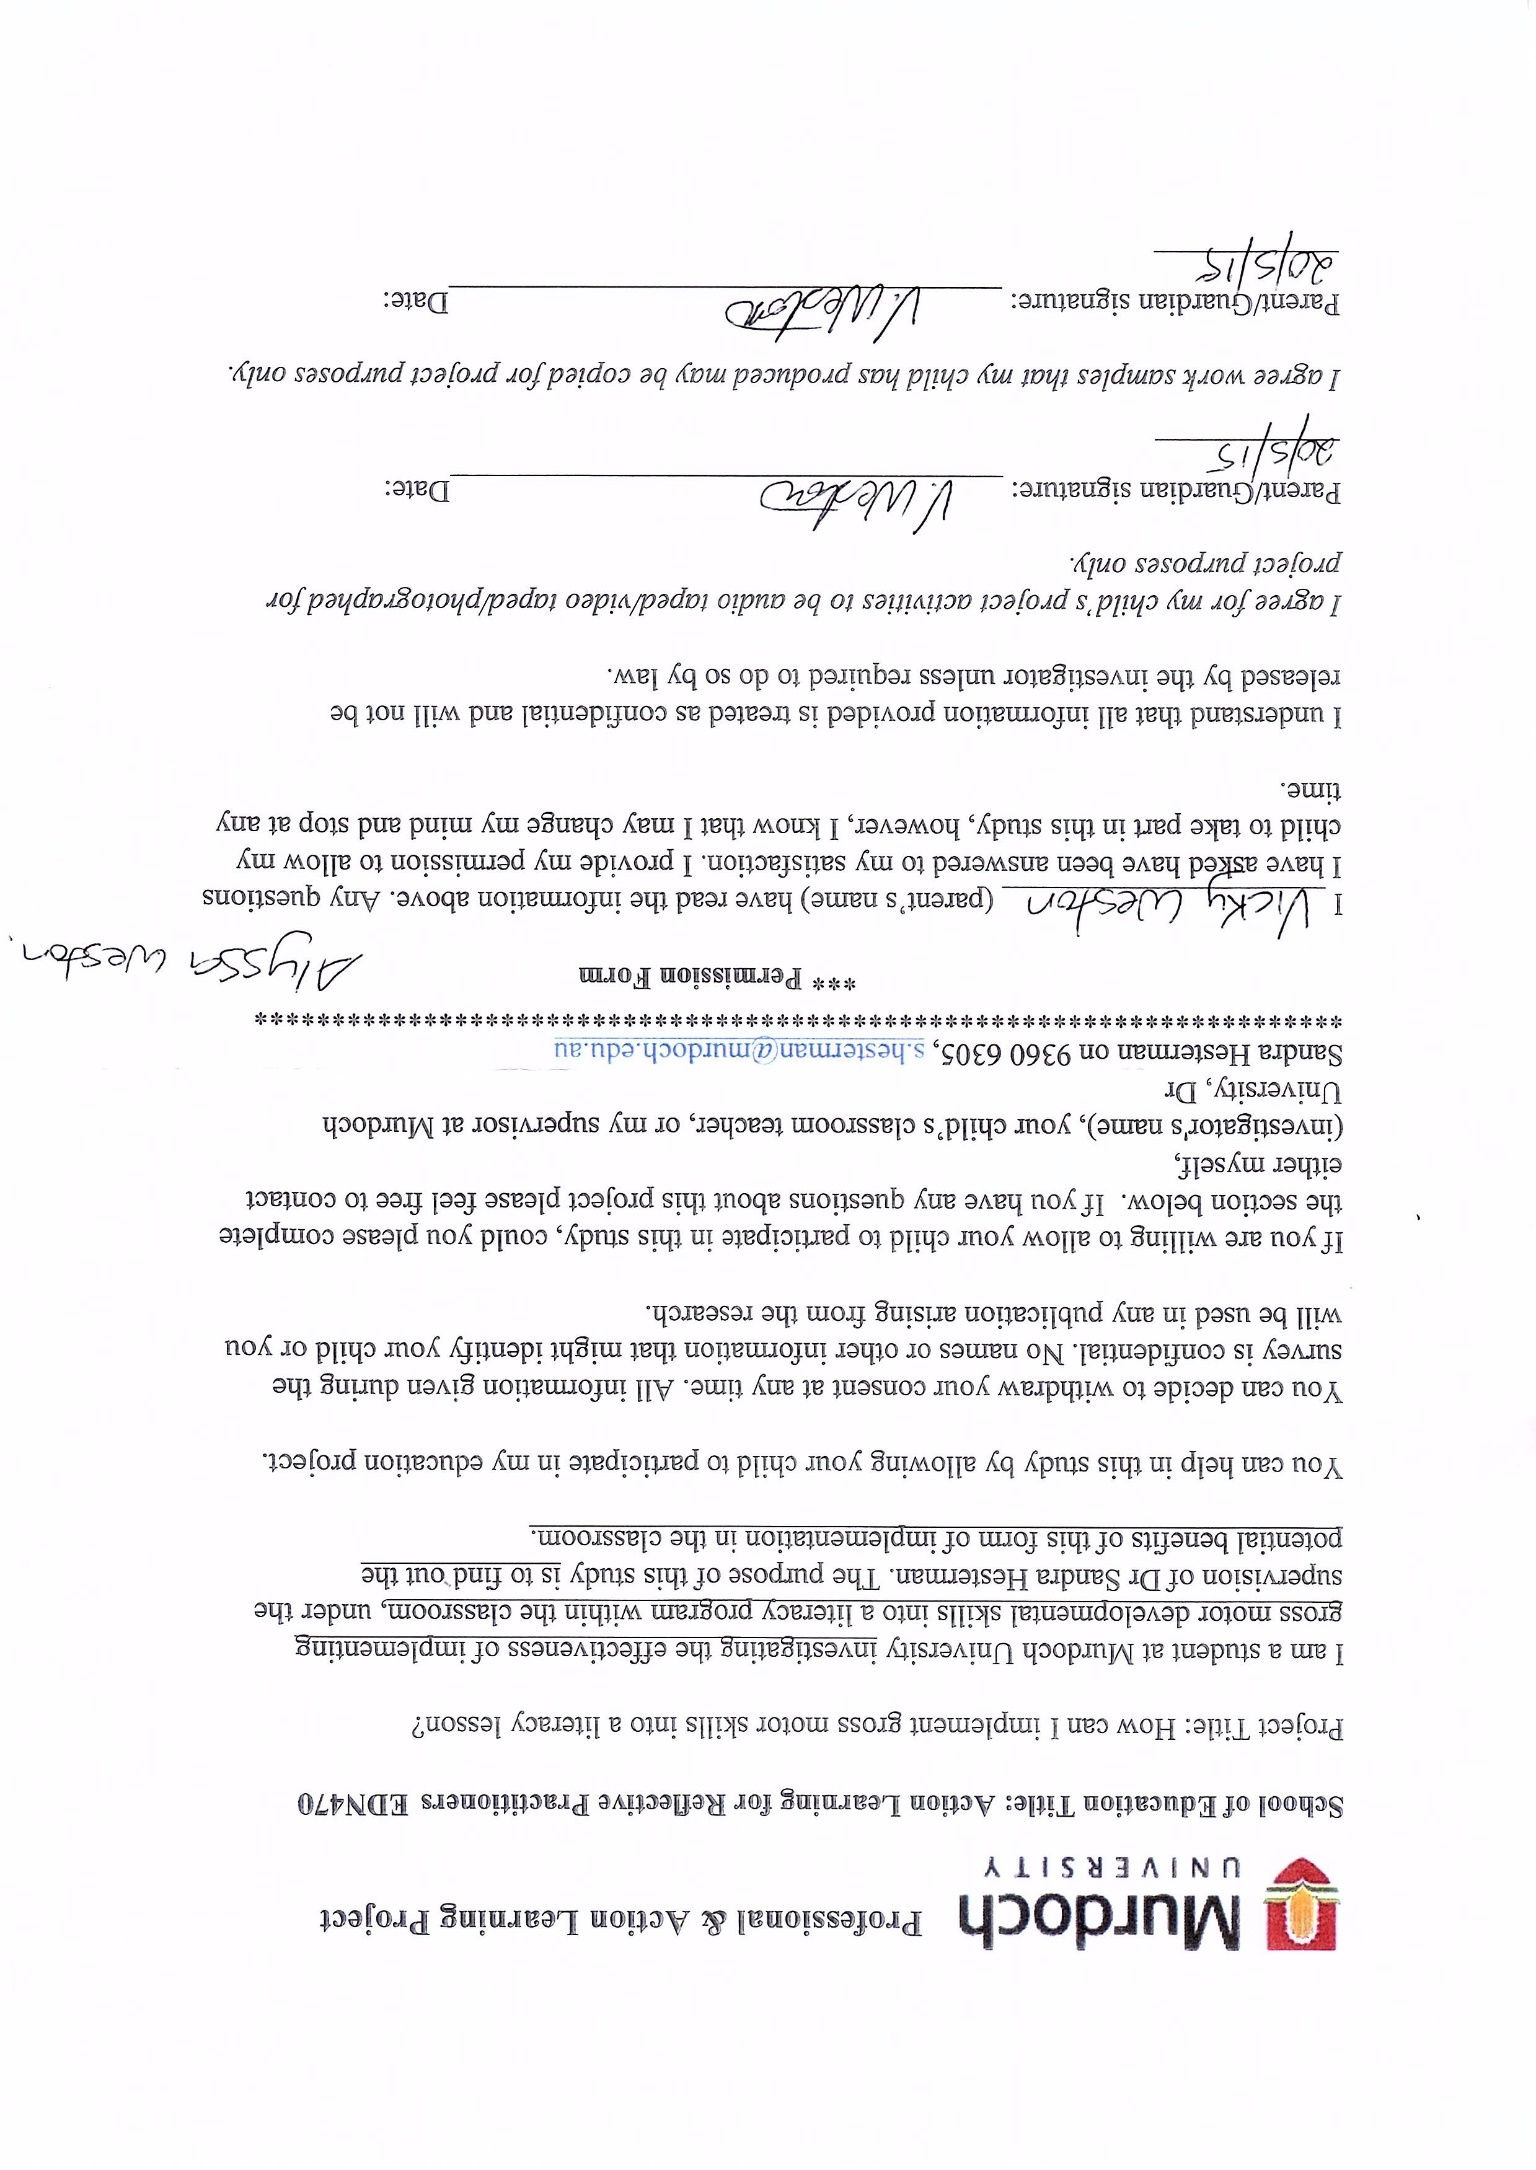 Murdoch
UNIVERSITY
Professional & Action Learning Project
School of Education Title: Action Learning for Reflective Practitioners EDN470
Project Title: How can I implement gross motor skills into a literacy lesson?
I am a student at Murdoch University investigating the effectiveness of implementing
gross motor developmental skills into a literacy program within the classroom, under the
supervision of Dr Sandra Hesterman. The purpose of this study is to find out the
potential benefits of this form of implementation in the classroom.
You can help in this study by allowing your child to participate in my education project.
You can decide to withdraw your consent at any time. All information given during the
survey is confidential. No names or other information that might identify your child or you
will be used in any publication arising from the research.
If you are willing to allow your child to participate in this study, could you please complete
the section below.  If you have any questions about this project please feel free to contact
either myself,
(investigator's name), your child's classroom teacher, or my supervisor at Murdoch
University, Dr
Sandra Hesterman on 9360 6305, s.hesterman@murdoch.edu.au
***********************************************************************
*** Permission Form
Alyssa Weston.
I Vicky Weston (parent's name) have read the information above. Any questions
I have asked have been answered to my satisfaction. I provide my permission to allow my
child to take part in this study, however, I know that I may change my mind and stop at any
time.
I understand that all information provided is treated as confidential and will not be
released by the investigator unless required to do so by law.
I agree for my child's project activities to be audio taped/video taped/photographed for
project purposes only.
Parent/Guardian signature: V. Weston Date:
20/5/15
I agree work samples that my child has produced may be copied for project purposes only.
Parent/Guardian signature: V. Weston Date:
20/5/15